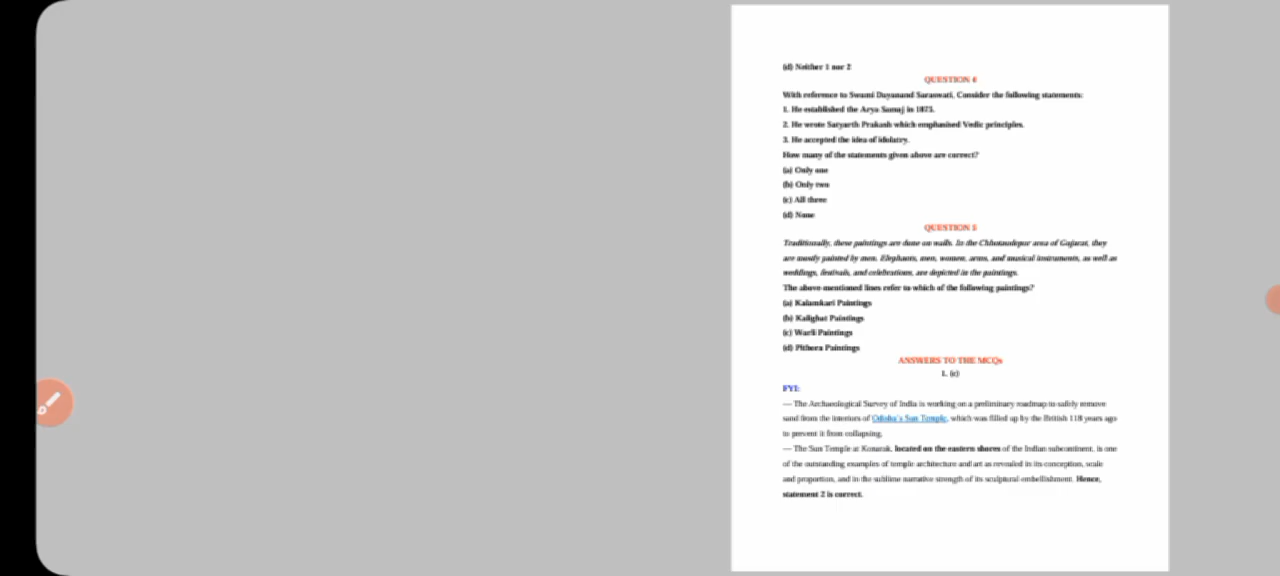 (d) Neither 1 nor 2
QUESTION 4
With reference to Swami Dayanand Saraswati, Consider the following statements:
1. He established the Arya Samaj in 1875.
2. He wrote Satyarth Prakash which emphasised Vedic principles.
3. He accepted the idea of idolatry.
How many of the statements given above are correct?
(a) Only one
(b) Only two
(c) All three
(d) None
QUESTION 5
Traditionally, these paintings are done on walls. In the Chhotaudepur area of Gujarat, they
are mostly painted by men. Elephants, men, women, arms, and musical instruments, as well as
weddings, festivals, and celebrations, are depicted in the paintings.
The above-mentioned lines refer to which of the following paintings?
(a) Kalamkari Paintings
(b) Kalighat Paintings
(c) Warli Paintings
(d) Pithora Paintings
ANSWERS TO THE MCQs
1. (c)
FYI:
— The Archaeological Survey of India is working on a preliminary roadmap to safely remove
sand from the interiors of Odisha's Sun Temple, which was filled up by the British 118 years ago
to prevent it from collapsing.
— The Sun Temple at Konarak, located on the eastern shores of the Indian subcontinent, is one
of the outstanding examples of temple architecture and art as revealed in its conception, scale
and proportion, and in the sublime narrative strength of its sculptural embellishment. Hence,
statement 2 is correct.